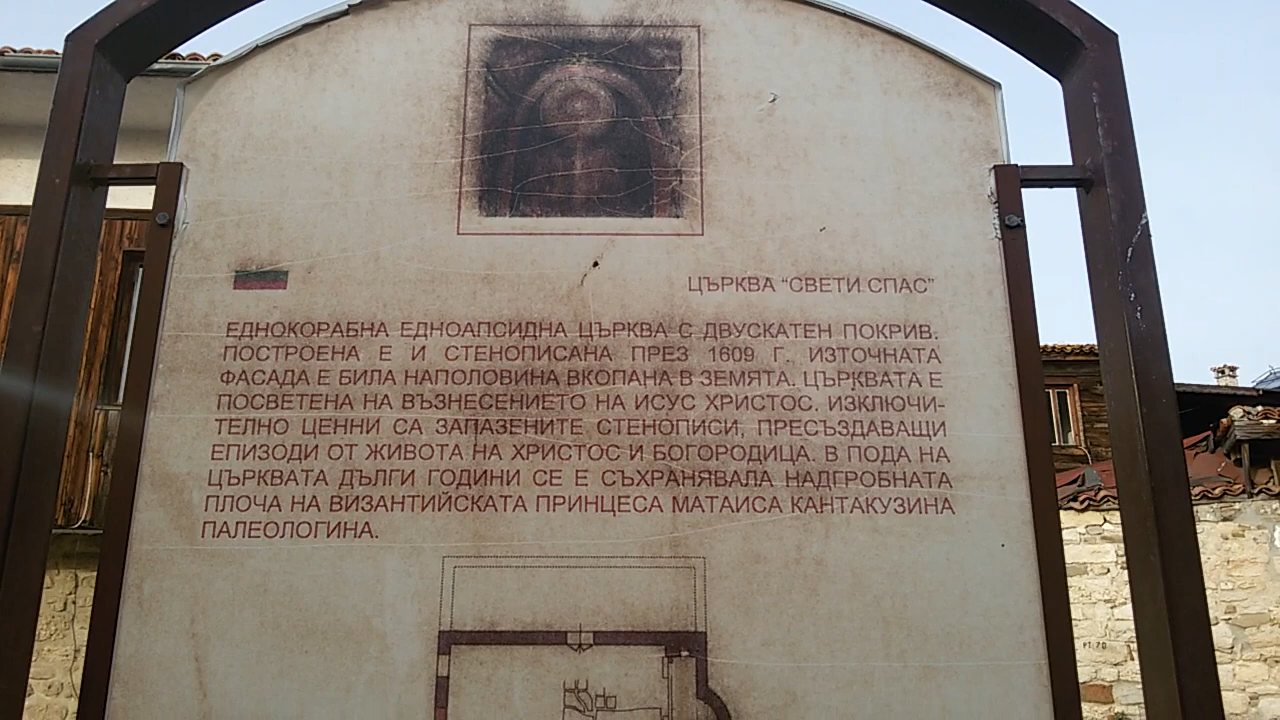 ЦЪРКВА “СВЕТИ СПАС”
ЕДНОКОРАБНА ЕДНОАПСИДНА ЦЪРКВА С ДВУСКАТЕН ПОКРИВ.
ПОСТРОЕНА Е И СТЕНОПИСАНА ПРЕЗ 1609 Г. ИЗТОЧНАТА
ФАСАДА Е БИЛА НАПОЛОВИНА ВКОПАНА В ЗЕМЯТА. ЦЪРКВАТА Е
ПОСВЕТЕНА НА ВЪЗНЕСЕНИЕТО НА ИСУС ХРИСТОС. ИЗКЛЮЧИ-
ТЕЛНО ЦЕННИ СА ЗАПАЗЕНИТЕ СТЕНОПИСИ, ПРЕСЪЗДАВАЩИ
ЕПИЗОДИ ОТ ЖИВОТА НА ХРИСТОС И БОГОРОДИЦА. В ПОДА НА
ЦЪРКВАТА ДЪЛГИ ГОДИНИ СЕ Е СЪХРАНЯВАЛА НАДГРОБНАТА
ПЛОЧА НА ВИЗАНТИЙСКАТА ПРИНЦЕСА МАТАИСА КАНТАКУЗИНА
ПАЛЕОЛОГИНА.